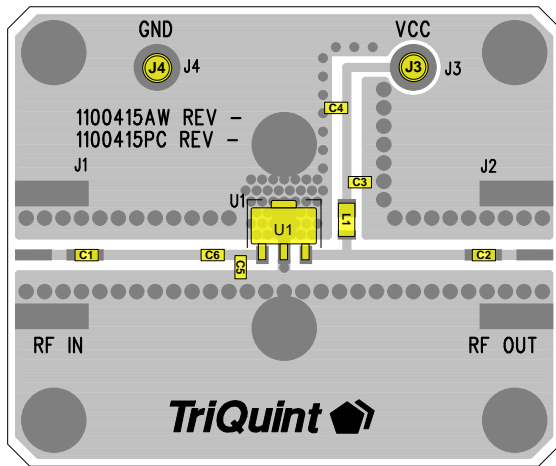 GND
VCC
J4 J4
J3 J3
C4
1100415AW REV -
1100415PC REV -
J1
J2
C3
U1
U1
L1
C1
C6
C5
C2
RF IN
RF OUT
TriQuint